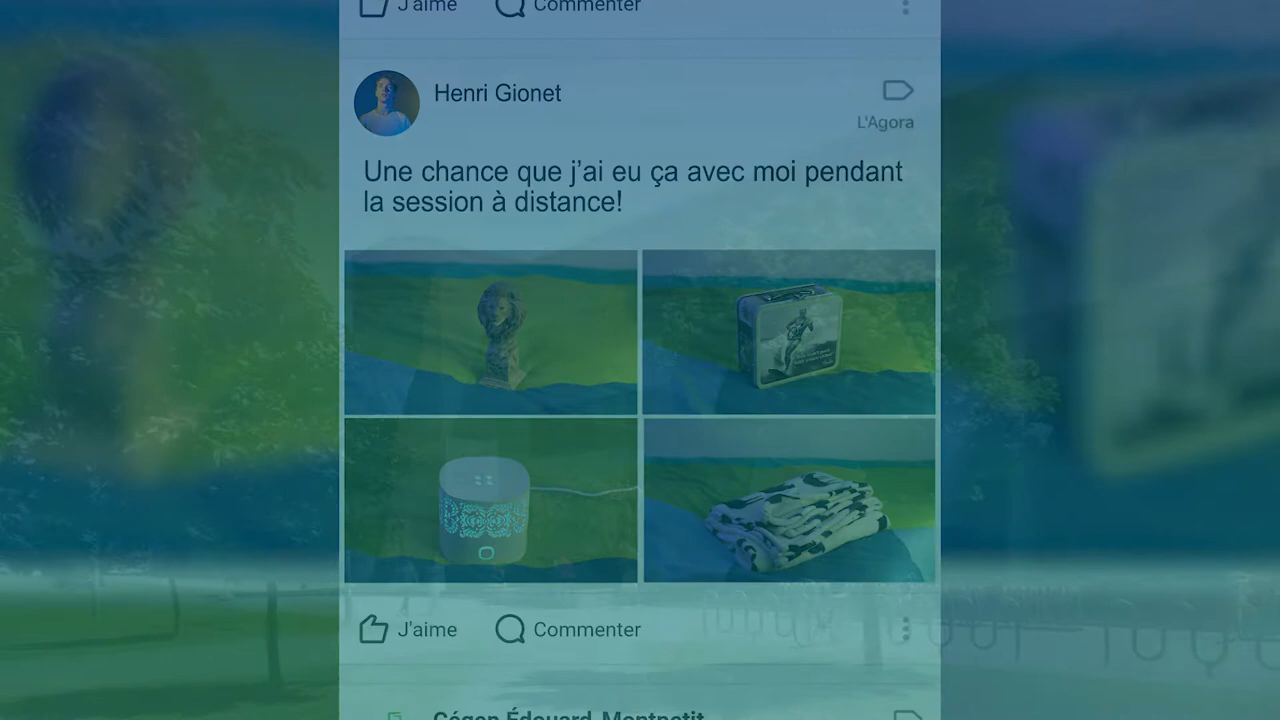 J'aime
Commenter
Henri Gionet
L'Agora
Une chance que j'ai eu ça avec moi pendant
la session à distance!
J'aime
Commenter
Cégep Édouard-Montpetit